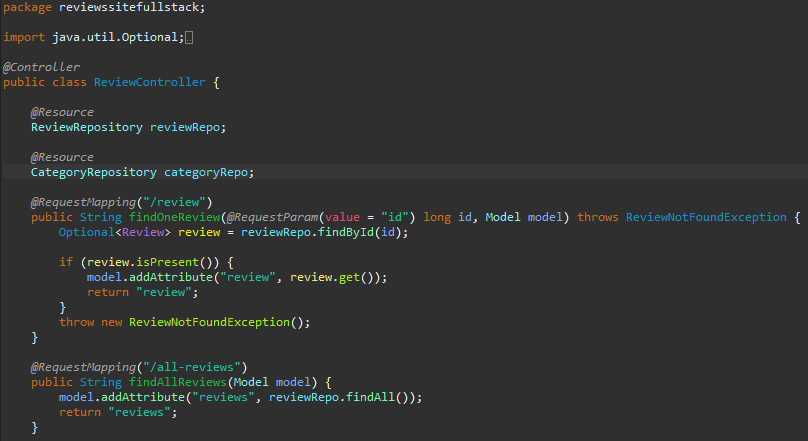 package reviewssitefullstack;
import java.util.Optional;
@Controller
public class ReviewController {
@Resource
ReviewRepository reviewRepo;
@Resource
CategoryRepository categoryRepo;
@RequestMapping("/review")
public String findOneReview(@RequestParam(value = "id") long id, Model model) throws ReviewNotFoundException {
Optional<Review> review = reviewRepo.findById(id);
if (review.isPresent()) {
model.addAttribute("review", review.get());
return "review";
}
throw new ReviewNotFoundException();
}
@RequestMapping("/all-reviews")
public String findAllReviews(Model model) {
model.addAttribute("reviews", reviewRepo.findAll());
return "reviews";
}